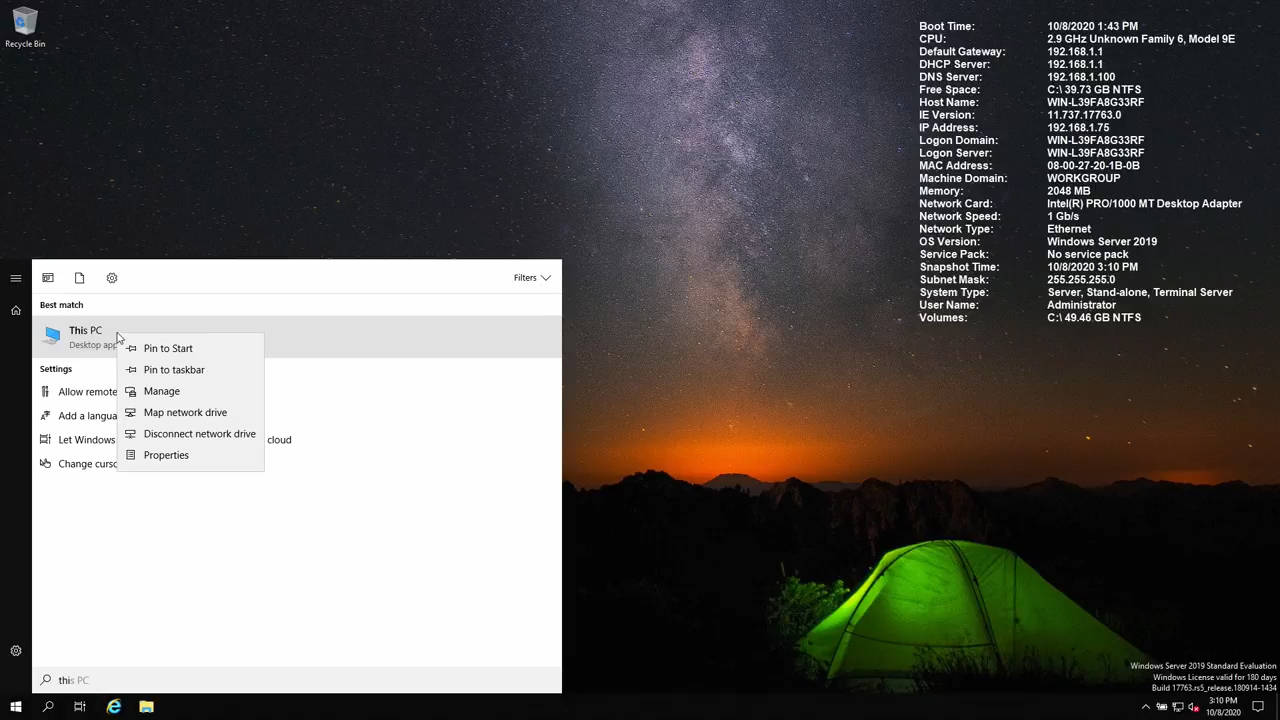 Recycle Bin
Boot Time: 10/8/2020 1:43 PM
CPU: 2.9 GHz Unknown Family 6, Model 9E
Default Gateway: 192.168.1.1
DHCP Server: 192.168.1.1
DNS Server: 192.168.1.100
Free Space: C:\ 39.73 GB NTFS
Host Name: WIN-L39FA8G33RF
IE Version: 11.737.17763.0
IP Address: 192.168.1.75
Logon Domain: WIN-L39FA8G33RF
Logon Server: WIN-L39FA8G33RF
MAC Address: 08-00-27-20-1B-0B
Machine Domain: WORKGROUP
Memory: 2048 MB
Network Card: Intel(R) PRO/1000 MT Desktop Adapter
Network Speed: 1 Gb/s
Network Type: Ethernet
OS Version: Windows Server 2019
Service Pack: No service pack
Snapshot Time: 10/8/2020 3:10 PM
Subnet Mask: 255.255.255.0
System Type: Server, Stand-alone, Terminal Server
User Name: Administrator
Volumes: C:\ 49.46 GB NTFS
Filters
Best match
This PC
Desktop app
Settings
Allow remote
Add a langua
Let Windows cloud
Change curso
Pin to Start
Pin to taskbar
Manage
Map network drive
Disconnect network drive
Properties
this PC
Windows Server 2019 Standard Evaluation
Windows License valid for 180 days
Build 17763.rs5_release.180914-1434
3:10 PM
10/8/2020